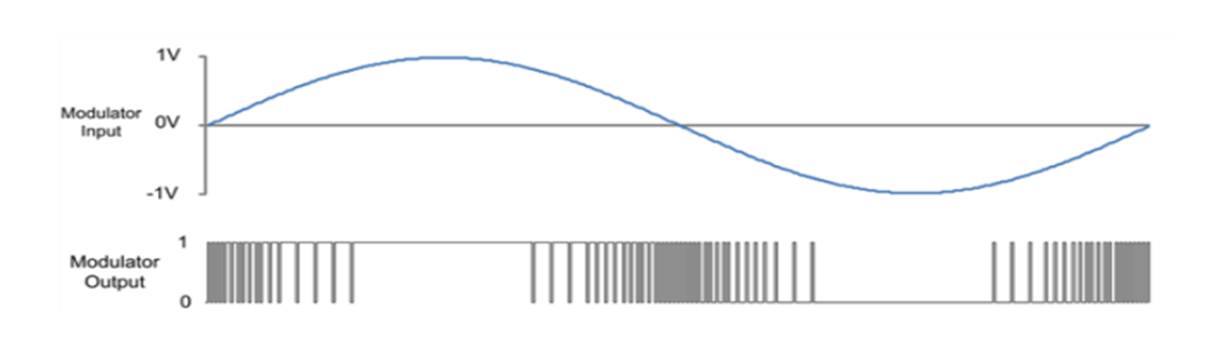 1V
Modulator
Input
0V
-1V
1
Modulator
Output
0